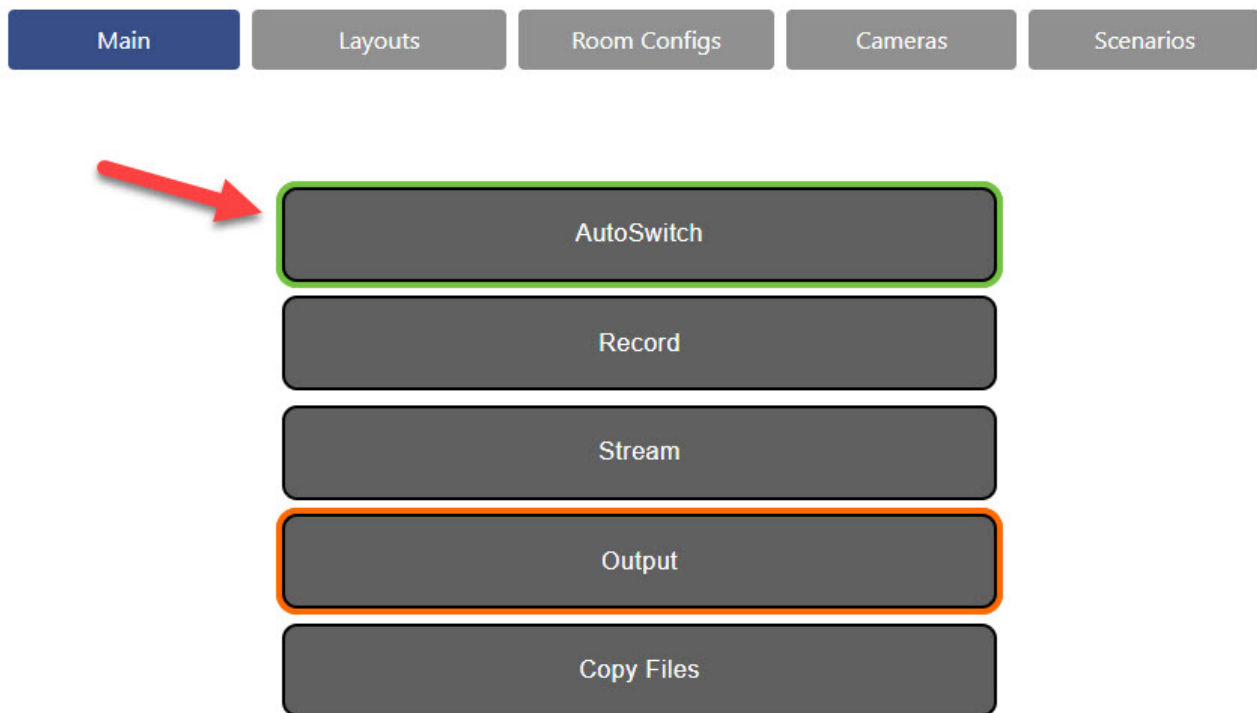 Main Layouts Room Configs Cameras Scenarios
AutoSwitch
Record
Stream
Output
Copy Files